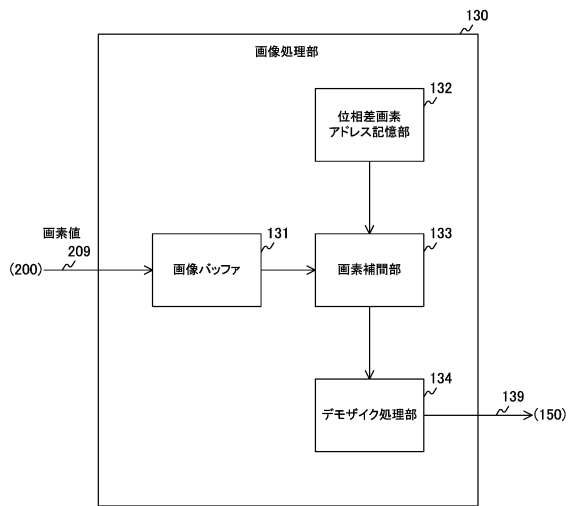 130
画像処理部
132
位相差画素
アドレス記憶部
画素値
209
(200)
131
画像バッファ
133
画素補間部
134
デモザイク処理部
139
(150)